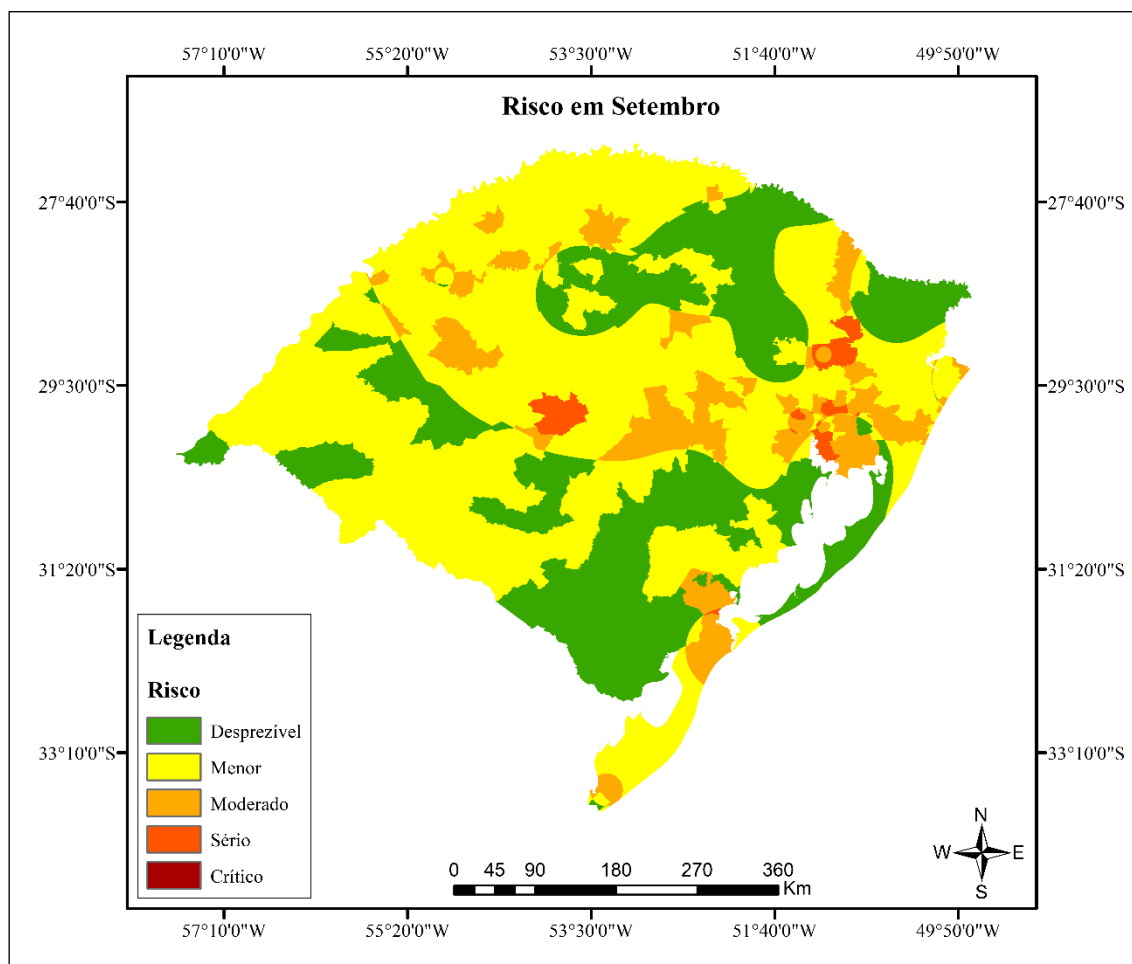 57°10'0"W 55°20'0"W 53°30'0"W 51°40'0"W 49°50'0"W
Risco em Setembro
27°40'0"S 27°40'0"S
29°30'0"S 29°30'0"S
31°20'0"S 31°20'0"S
33°10'0"S 33°10'0"S
Legenda
Risco
Desprezível
Menor
Moderado
Sério
Crítico
0 45 90 180 270 360
Km
N
W E
S
57°10'0"W 55°20'0"W 53°30'0"W 51°40'0"W 49°50'0"W